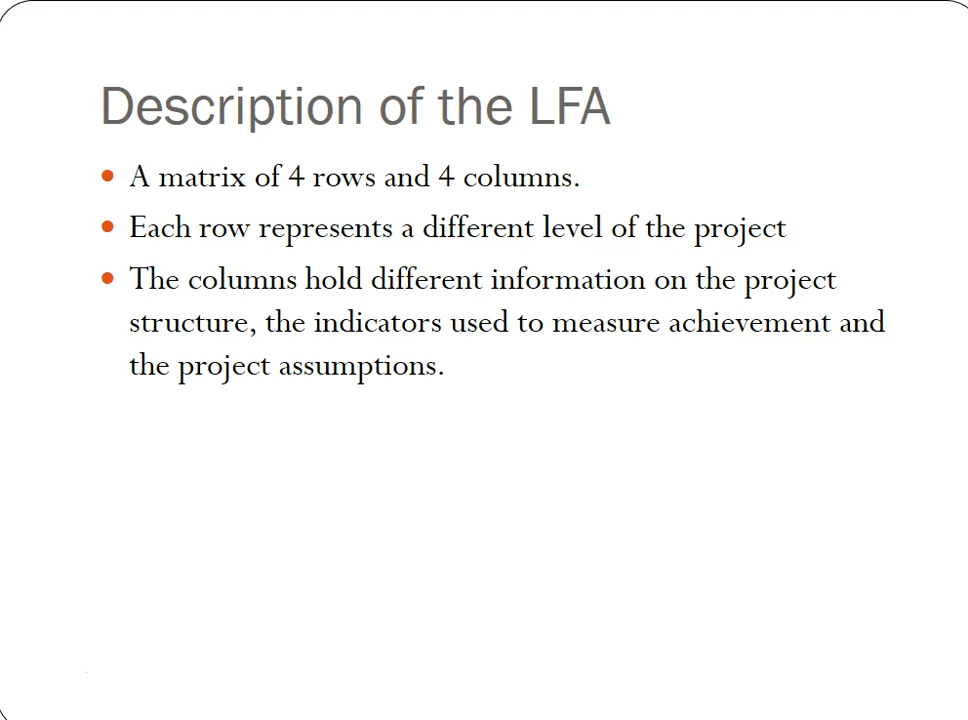 Description of the LFA
A matrix of 4 rows and 4 columns.
Each row represents a different level of the project
The columns hold different information on the project
structure, the indicators used to measure achievement and
the project assumptions.